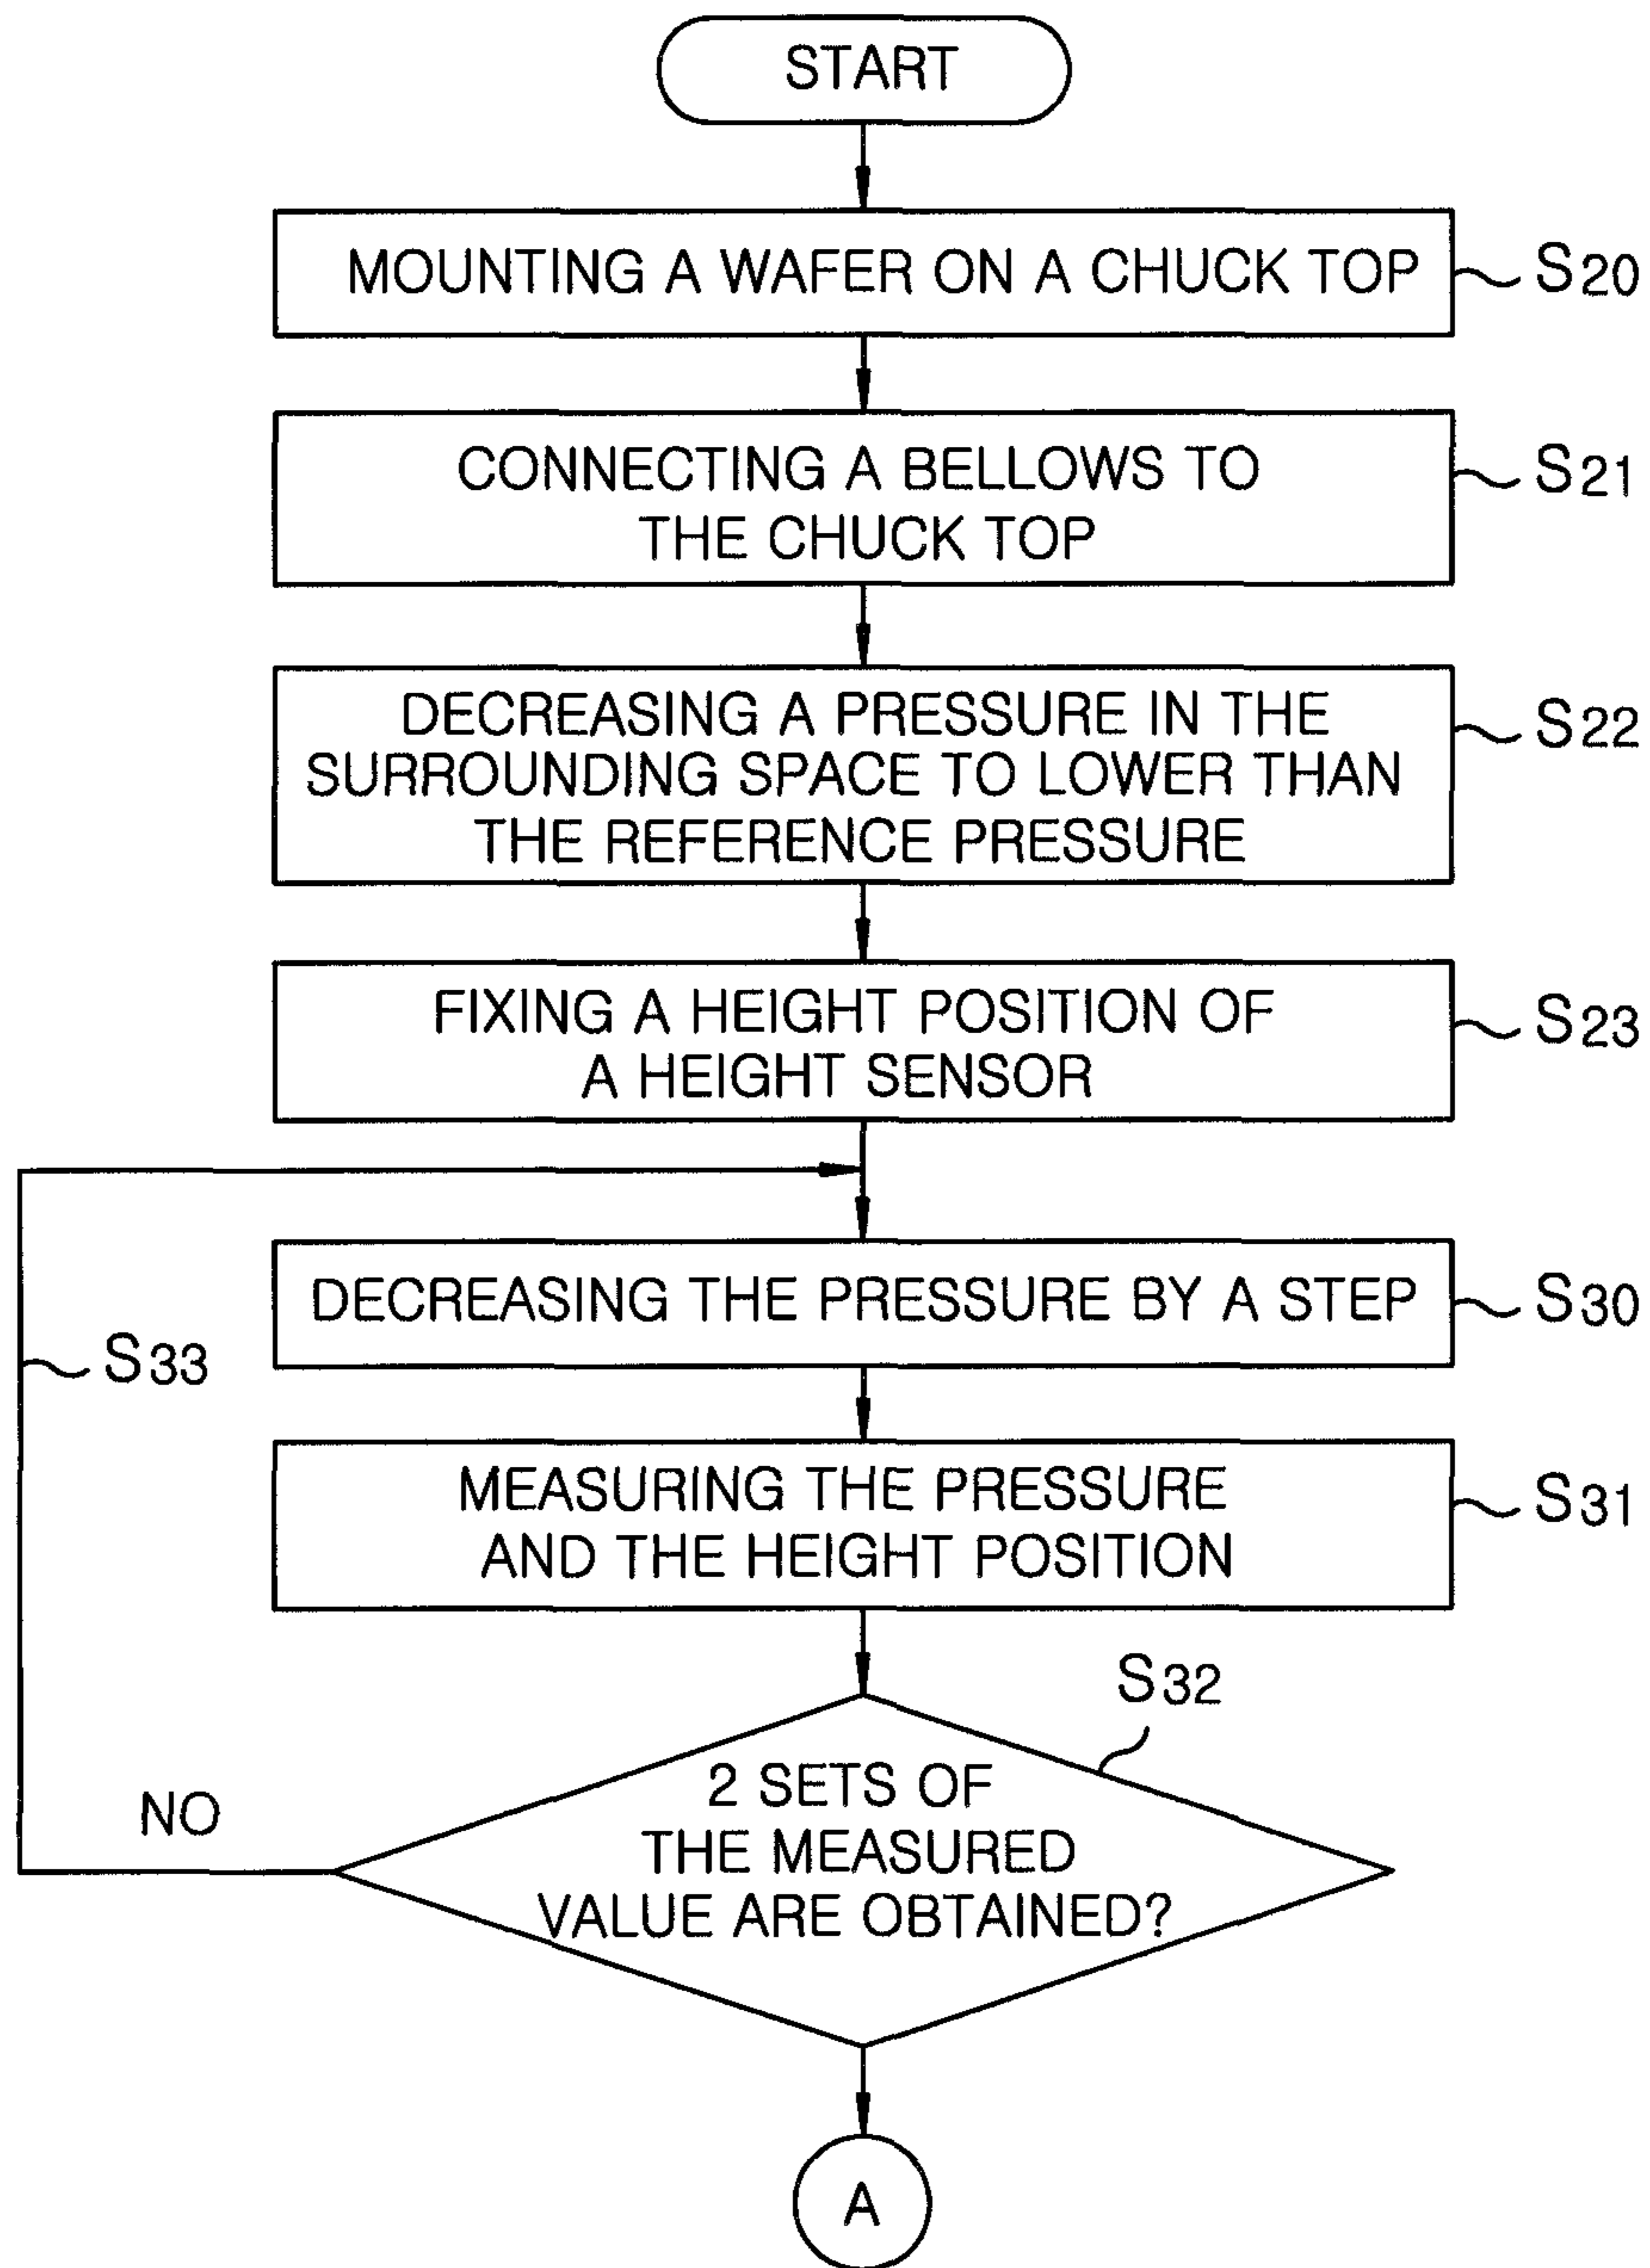 START
MOUNTING A WAFER ON A CHUCK TOP
S20
CONNECTING A BELLOWS TO
THE CHUCK TOP
S21
DECREASING A PRESSURE IN THE
SURROUNDING SPACE TO LOWER THAN
THE REFERENCE PRESSURE
S22
FIXING A HEIGHT POSITION OF
A HEIGHT SENSOR
S23
DECREASING THE PRESSURE BY A STEP
S30
S33
MEASURING THE PRESSURE
AND THE HEIGHT POSITION
S31
S32
2 SETS OF
THE MEASURED
VALUE ARE OBTAINED?
NO
A